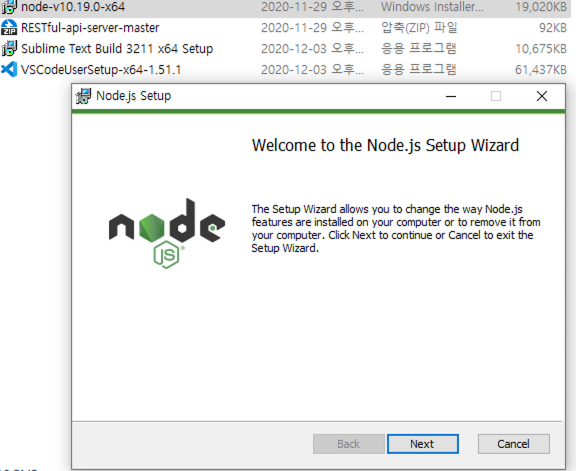 node-v10.19.0-x64 2020-11-29 오후... Windows Installer... 19,020KB
RESTful-api-server-master 2020-11-29 오후... 압축(ZIP) 파일 92KB
Sublime Text Build 3211 x64 Setup 2020-12-03 오후... 응용 프로그램 10,675KB
VSCodeUserSetup-x64-1.51.1 2020-12-03 오후... 응용 프로그램 61,437KB
Node.js Setup
Welcome to the Node.js Setup Wizard
node
JS
The Setup Wizard allows you to change the way Node.js
features are installed on your computer or to remove it from
your computer. Click Next to continue or Cancel to exit the
Setup Wizard.
Back Next Cancel